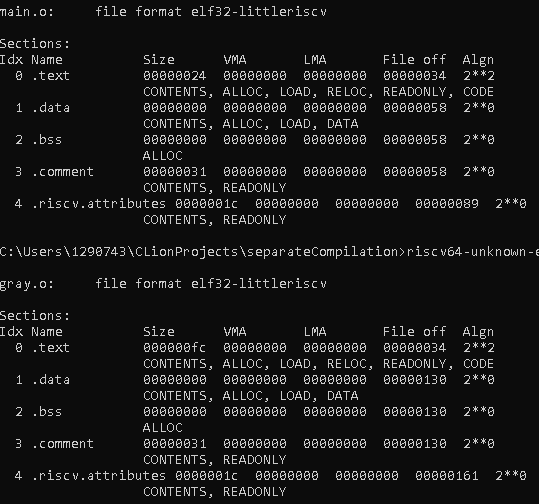 main.o:     file format elf32-littleriscv
Sections:
Idx Name          Size      VMA       LMA       File off  Algn
  0 .text         00000024  00000000  00000000  00000034  2**2
                  CONTENTS, ALLOC, LOAD, RELOC, READONLY, CODE
  1 .data         00000000  00000000  00000000  00000058  2**0
                  CONTENTS, ALLOC, LOAD, DATA
  2 .bss          00000000  00000000  00000000  00000058  2**0
                  ALLOC
  3 .comment      00000031  00000000  00000000  00000058  2**0
                  CONTENTS, READONLY
  4 .riscv.attributes 0000001c  00000000  00000000  00000089  2**0
                  CONTENTS, READONLY
C:\Users\1290743\CLionProjects\separateCompilation>riscv64-unknown-e
gray.o:     file format elf32-littleriscv
Sections:
Idx Name          Size      VMA       LMA       File off  Algn
  0 .text         000000fc  00000000  00000000  00000034  2**2
                  CONTENTS, ALLOC, LOAD, RELOC, READONLY, CODE
  1 .data         00000000  00000000  00000000  00000130  2**0
                  CONTENTS, ALLOC, LOAD, DATA
  2 .bss          00000000  00000000  00000000  00000130  2**0
                  ALLOC
  3 .comment      00000031  00000000  00000000  00000130  2**0
                  CONTENTS, READONLY
  4 .riscv.attributes 0000001c  00000000  00000000  00000161  2**0
                  CONTENTS, READONLY